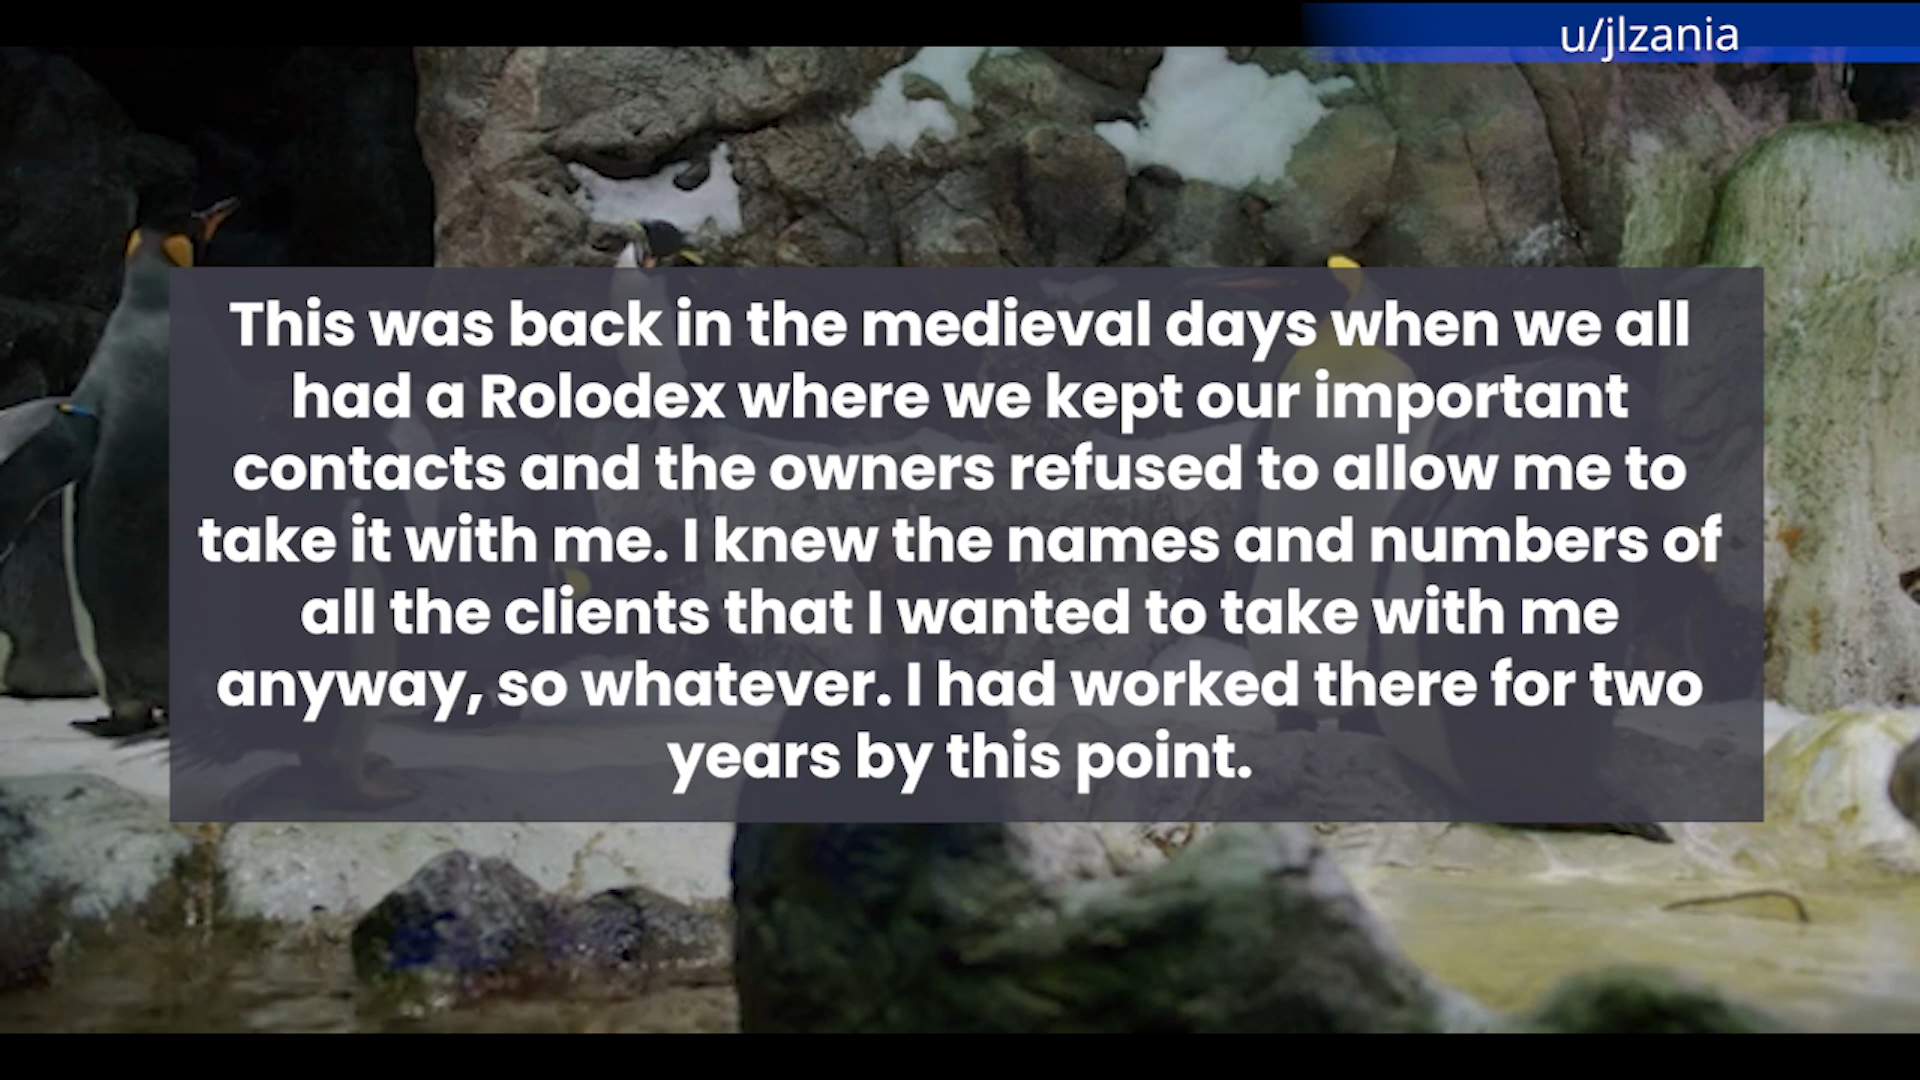 u/jlzania
This was back in the medieval days when we all
had a Rolodex where we kept our important
contacts and the owners refused to allow me to
take it with me. I knew the names and numbers of
all the clients that I wanted to take with me
anyway, so whatever. I had worked there for two
years by this point.